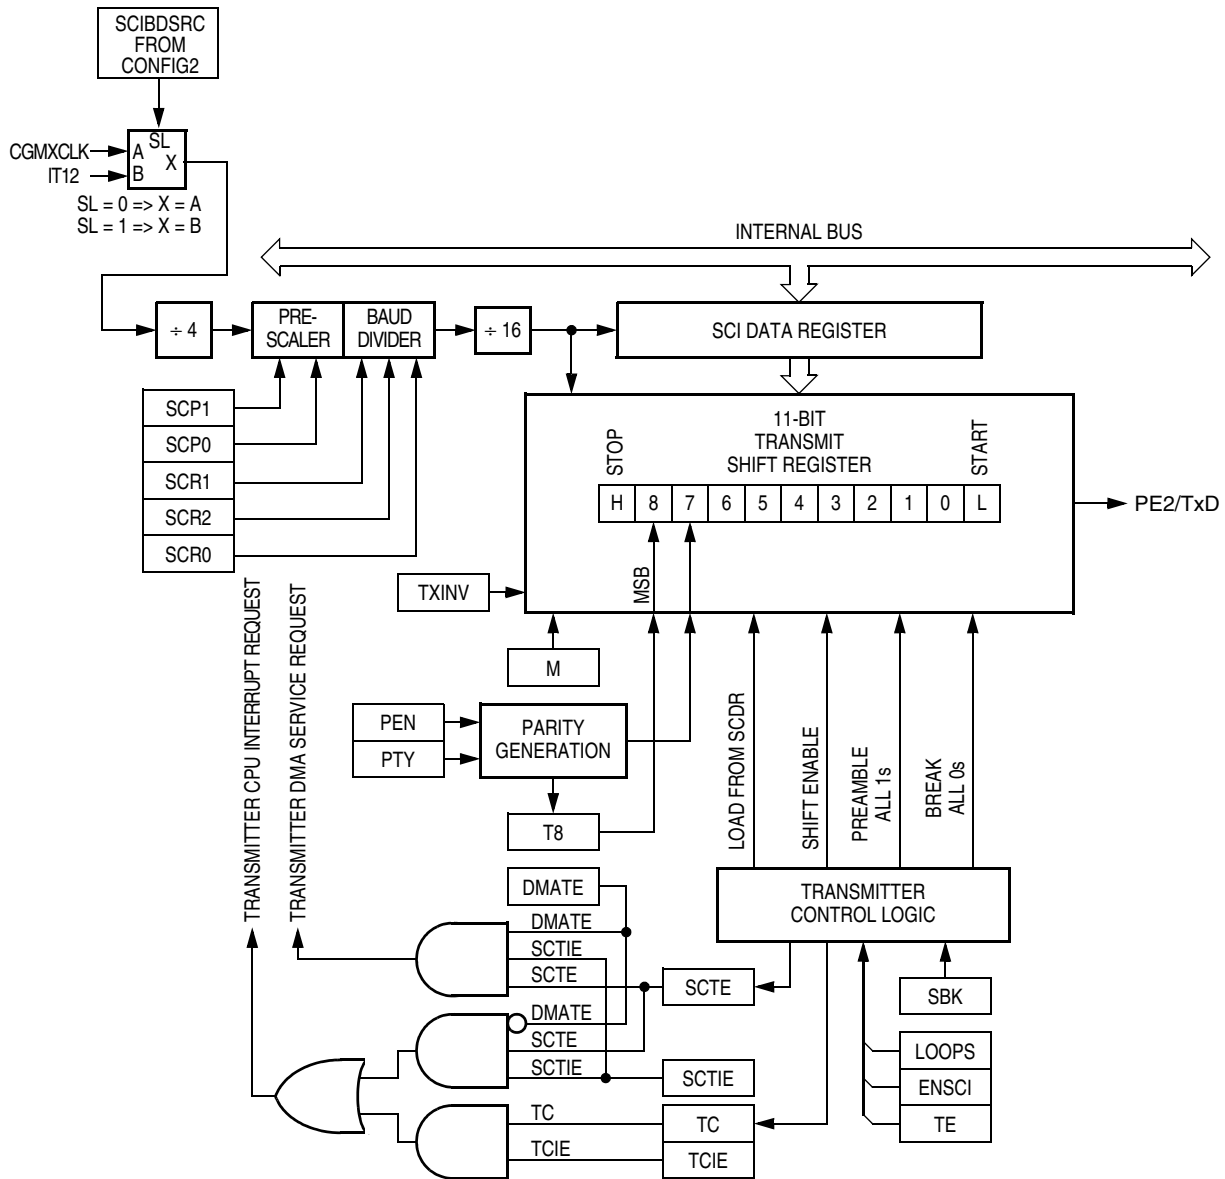 SCIBDSRC
FROM
CONFIG2
SL
CGMXCLK
A
X
IT12
B
SL = 0 => X = A
SL = 1 => X = B
INTERNAL BUS
÷ 4
PRE-
SCALER
BAUD
DIVIDER
÷ 16
SCI DATA REGISTER
SCP1
SCP0
SCR1
SCR2
SCR0
11-BIT
TRANSMIT
SHIFT REGISTER
STOP
START
H 8 7 6 5 4 3 2 1 0 L
PE2/TxD
MSB
TXINV
M
TRANSMITTER CPU INTERRUPT REQUEST
TRANSMITTER DMA SERVICE REQUEST
PEN
PTY
PARITY
GENERATION
T8
LOAD FROM SCDR
SHIFT ENABLE
PREAMBLE
ALL 1s
BREAK
ALL 0s
TRANSMITTER
CONTROL LOGIC
DMATE
DMATE
SCTIE
SCTE
SCTE
SBK
DMATE
SCTE
SCTIE
SCTIE
LOOPS
ENSCI
TE
TC
TC
TCIE
TCIE